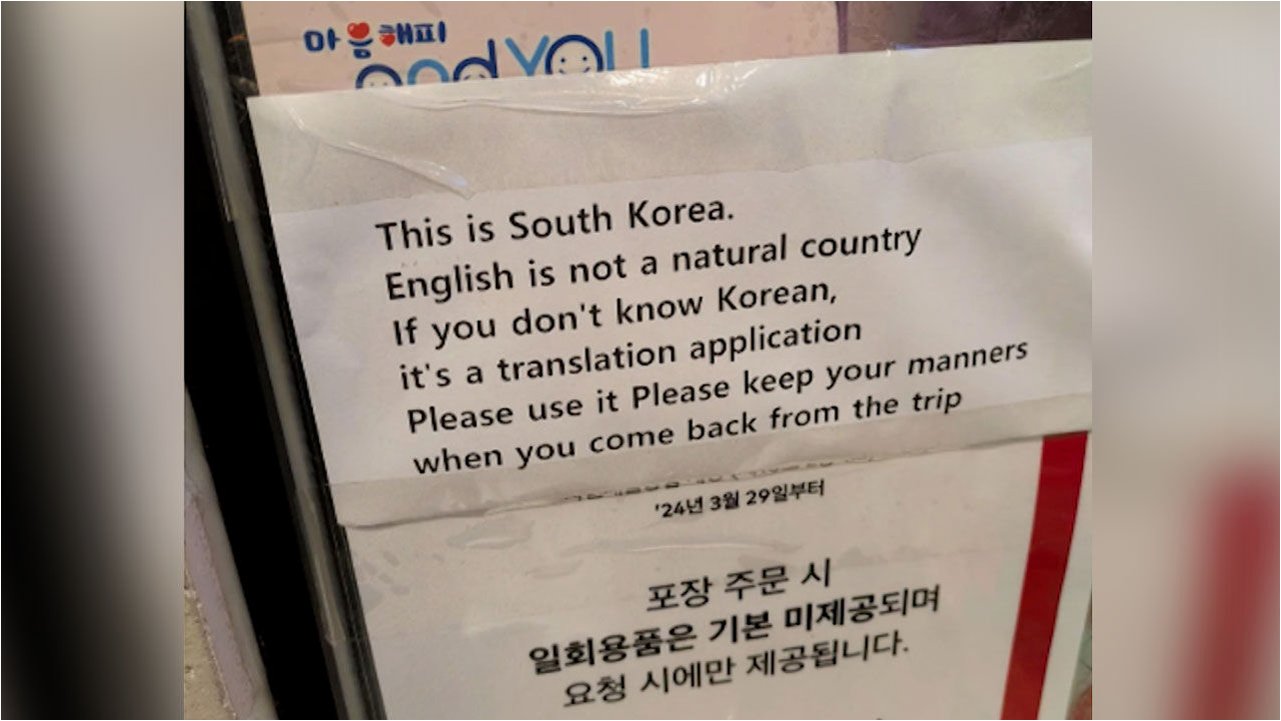 마음해피
and YOU
This is South Korea.
English is not a natural country
If you don't know Korean,
it's a translation application
Please use it Please keep your manners
when you come back from the trip
'24년 3월 29일부터
포장 주문 시
일회용품은 기본 미제공되며
요청 시에만 제공됩니다.